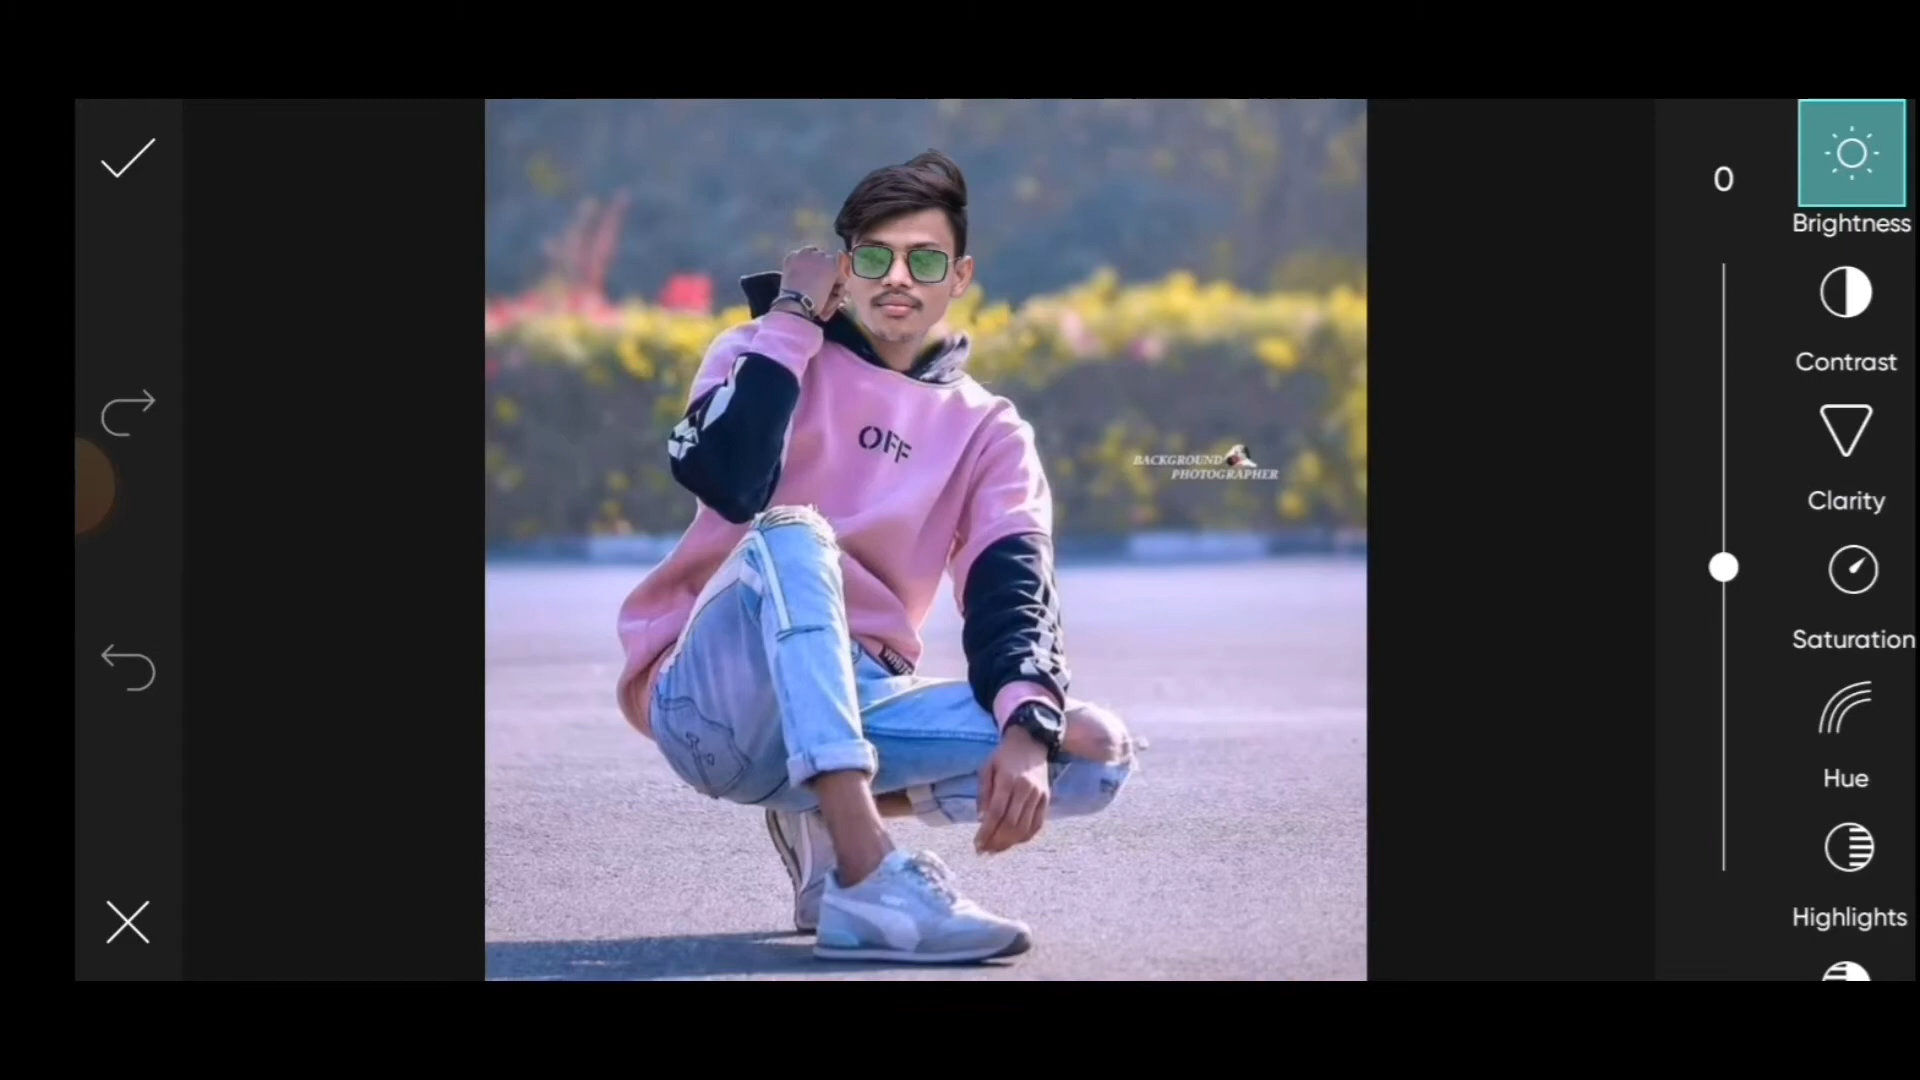 0
Brightness
Contrast
Clarity
Saturation
Hue
Highlights
OFF
BACKGROUND
PHOTOGRAPHER